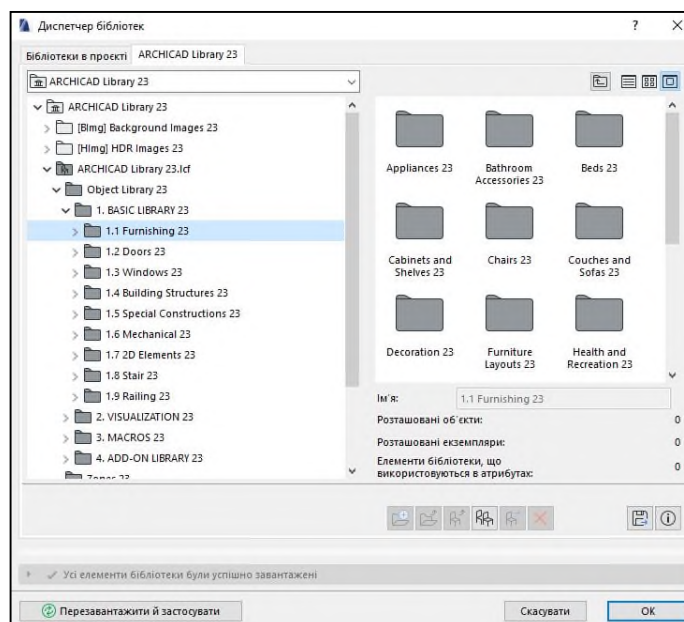 Диспетчер бібліотек
?
Бібліотеки в проєкті
ARCHICAD Library 23
ARCHICAD Library 23
ARCHICAD Library 23
[BImg] Background Images 23
[HImg] HDR Images 23
ARCHICAD Library 23.lcf
Object Library 23
1. BASIC LIBRARY 23
1.1 Furnishing 23
1.2 Doors 23
1.3 Windows 23
1.4 Building Structures 23
1.5 Special Constructions 23
1.6 Mechanical 23
1.7 2D Elements 23
1.8 Stair 23
1.9 Railing 23
2. VISUALIZATION 23
3. MACROS 23
4. ADD-ON LIBRARY 23
Zones 23
Appliances 23
Bathroom
Accessories 23
Beds 23
Cabinets and
Shelves 23
Chairs 23
Couches and
Sofas 23
Decoration 23
Furniture
Layouts 23
Health and
Recreation 23
Ім'я:
1.1 Furnishing 23
Розташовані об'єкти:
0
Розташовані екземпляри:
0
Елементи бібліотеки, що
використовуються в атрибутах:
0
Усі елементи бібліотеки були успішно завантажені
Перезавантажити й застосувати
Скасувати
OK